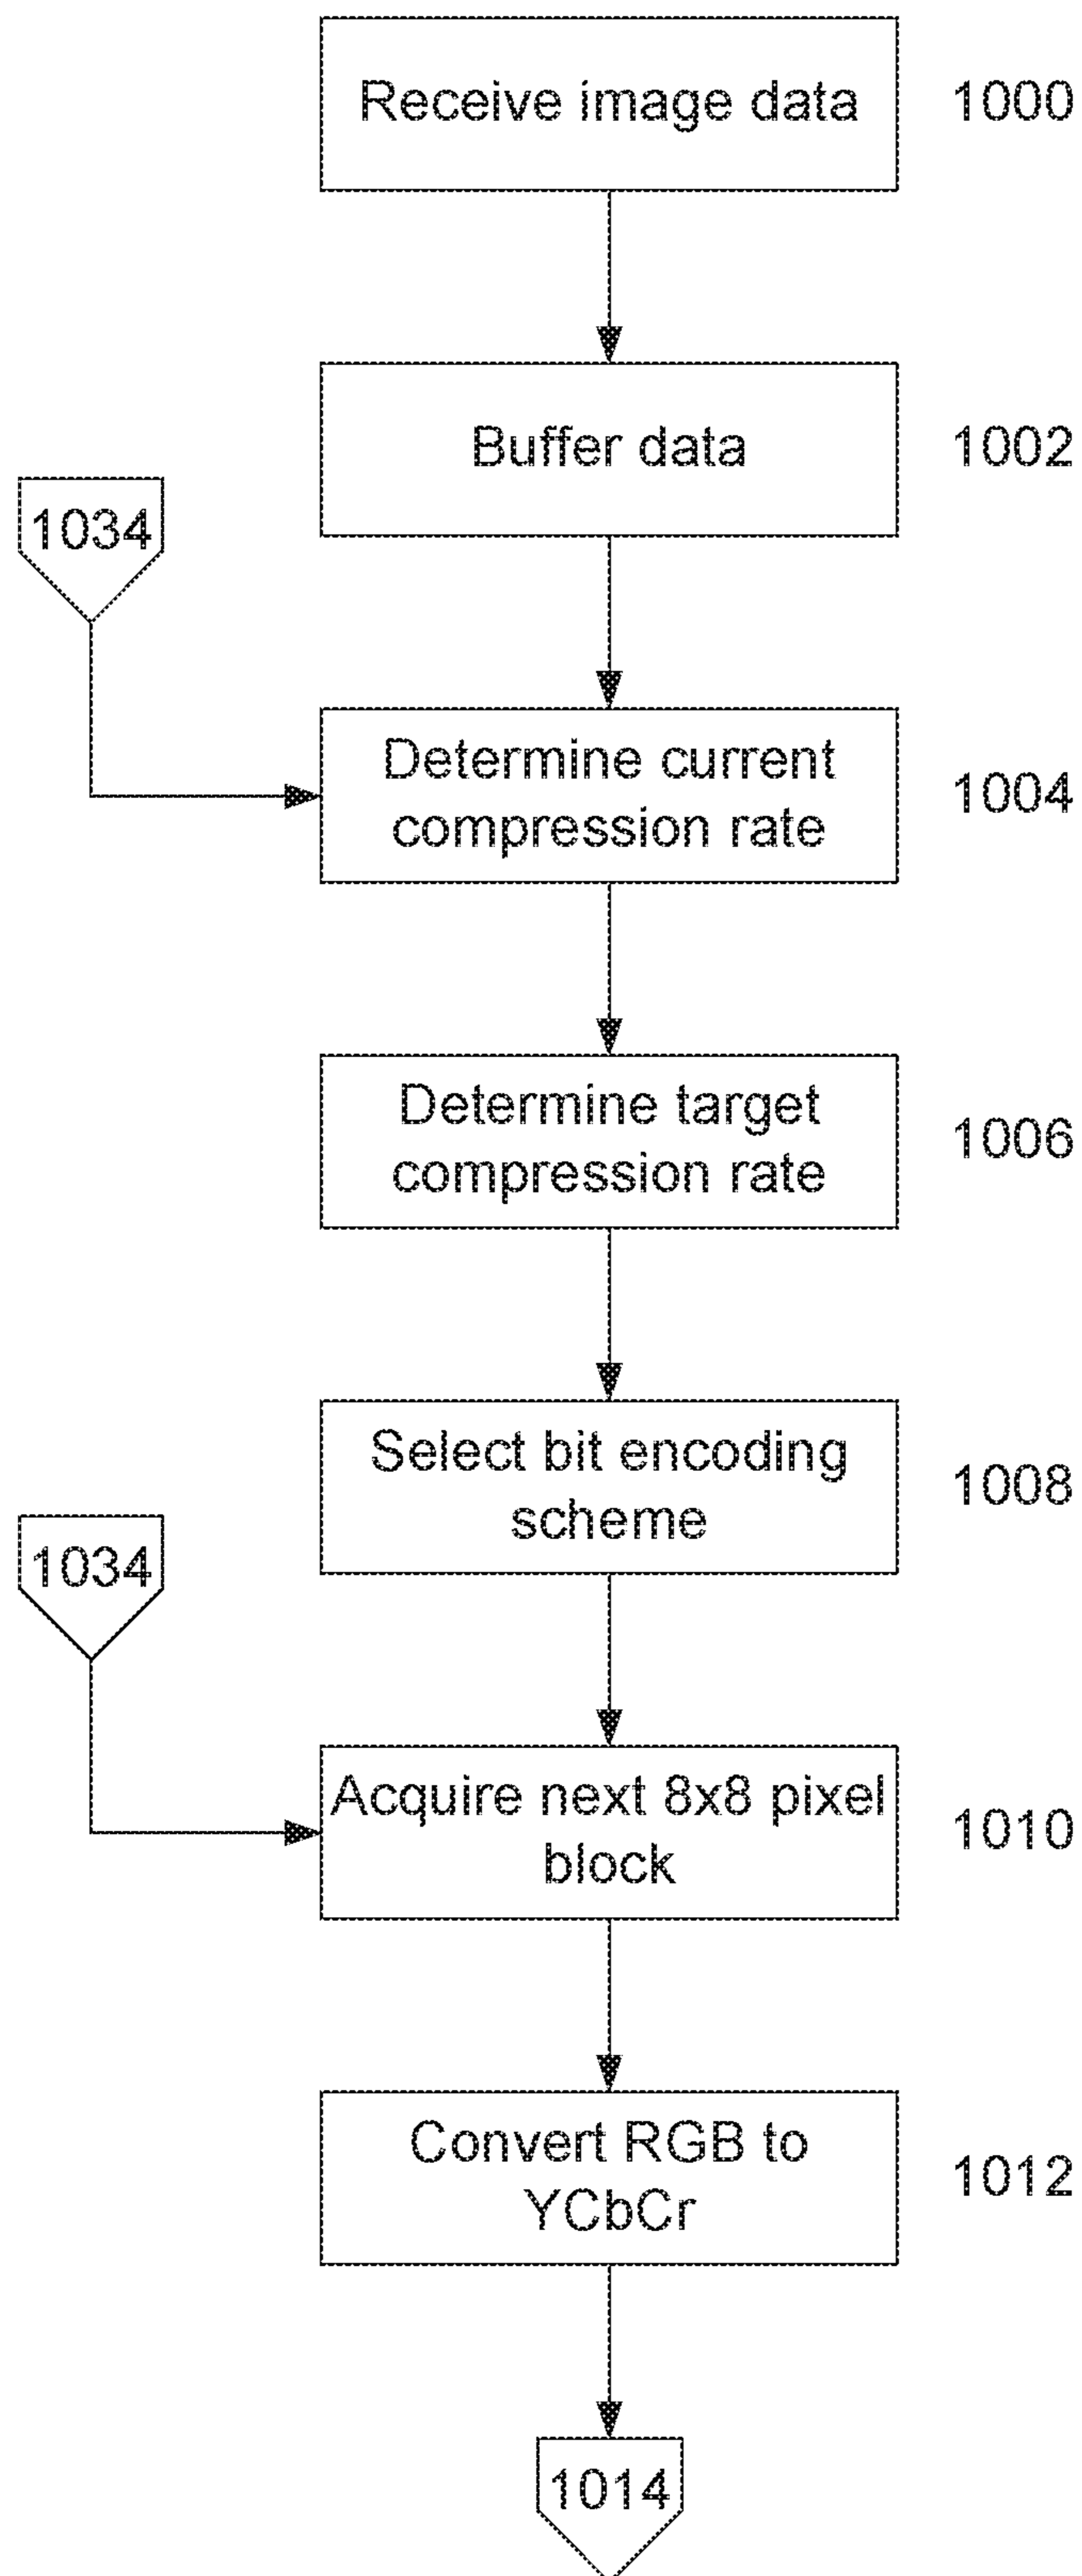 Receive image data
1000
Buffer data
1002
1034
Determine current
compression rate
1004
Determine target
compression rate
1006
Select bit encoding
scheme
1008
1034
Acquire next 8x8 pixel
block
1010
Convert RGB to
YCbCr
1012
1014